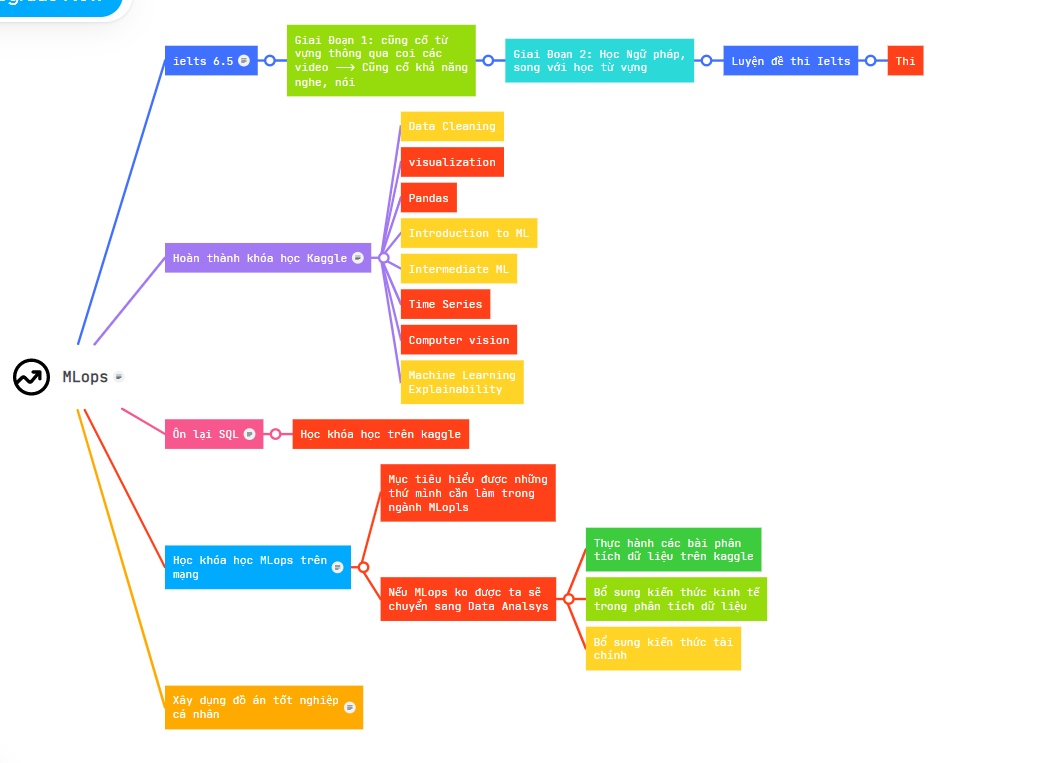 ielts 6.5
Giai Đoạn 1: cũng cố từ
vựng thông qua coi các
video —> Cũng cố khả năng
nghe, nói
Giai Đoạn 2: Học Ngữ pháp,
song với học từ vựng
Luyện đề thi Ielts
Thi
Hoàn thành khóa học Kaggle
Data Cleaning
visualization
Pandas
Introduction to ML
Intermediate ML
Time Series
Computer vision
Machine Learning
Explainability
MLops
Ôn lại SQL
Học khóa học trên kaggle
Học khóa học MLops trên
mạng
Mục tiêu hiểu được những
thứ mình cần làm trong
ngành MLopls
Nếu MLops ko được ta sẽ
chuyển sang Data Analsys
Thực hành các bài phân
tích dữ liệu trên kaggle
Bổ sung kiến thức kinh tế
trong phân tích dữ liệu
Bổ sung kiến thức tài
chính
Xây dụng đồ án tốt nghiệp
cá nhân